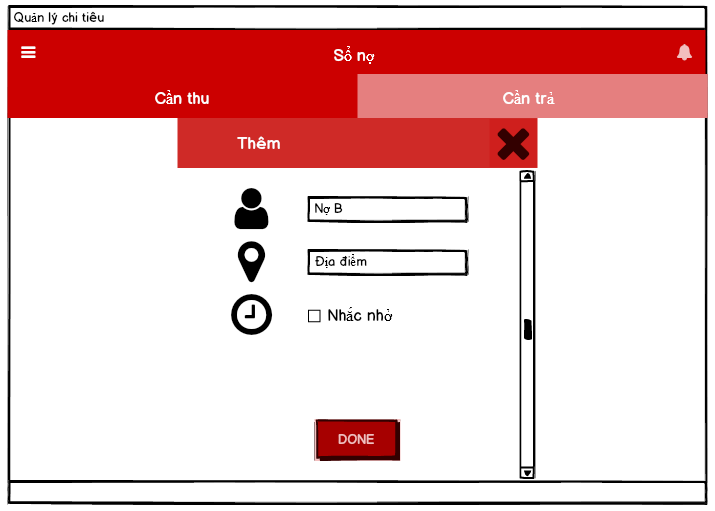 Quản lý chi tiêu
Sổ nợ
Cần thu
Cần trả
Thêm
Nợ B
Địa điểm
Nhắc nhở
DONE